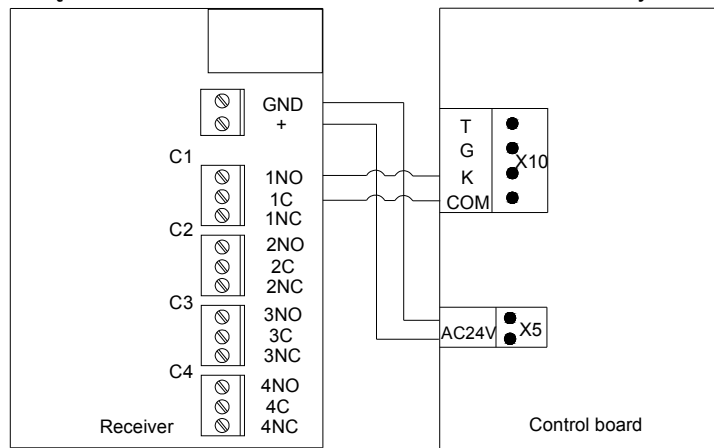 GND
+
C1
1NO
1C
1NC
C2
2NO
2C
2NC
C3
3NO
3C
3NC
C4
4NO
4C
4NC
Receiver
T
G
K
COM
X10
AC24V
X5
Control board